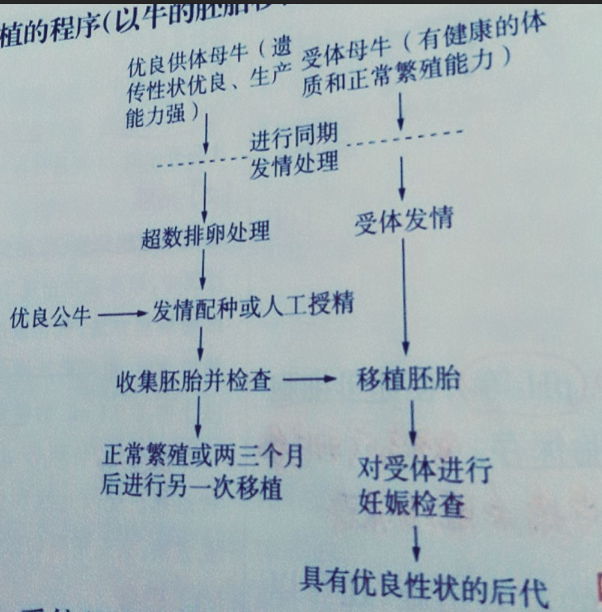 植的程序(以牛的胚胎移
优良供体母牛（遗
传性状优良、生产
能力强）
受体母牛（有健康的体
质和正常繁殖能力）
进行同期
发情处理
超数排卵处理
受体发情
优良公牛
发情配种或人工授精
收集胚胎并检查
移植胚胎
正常繁殖或两三个月
后进行另一次移植
对受体进行
妊娠检查
具有优良性状的后代